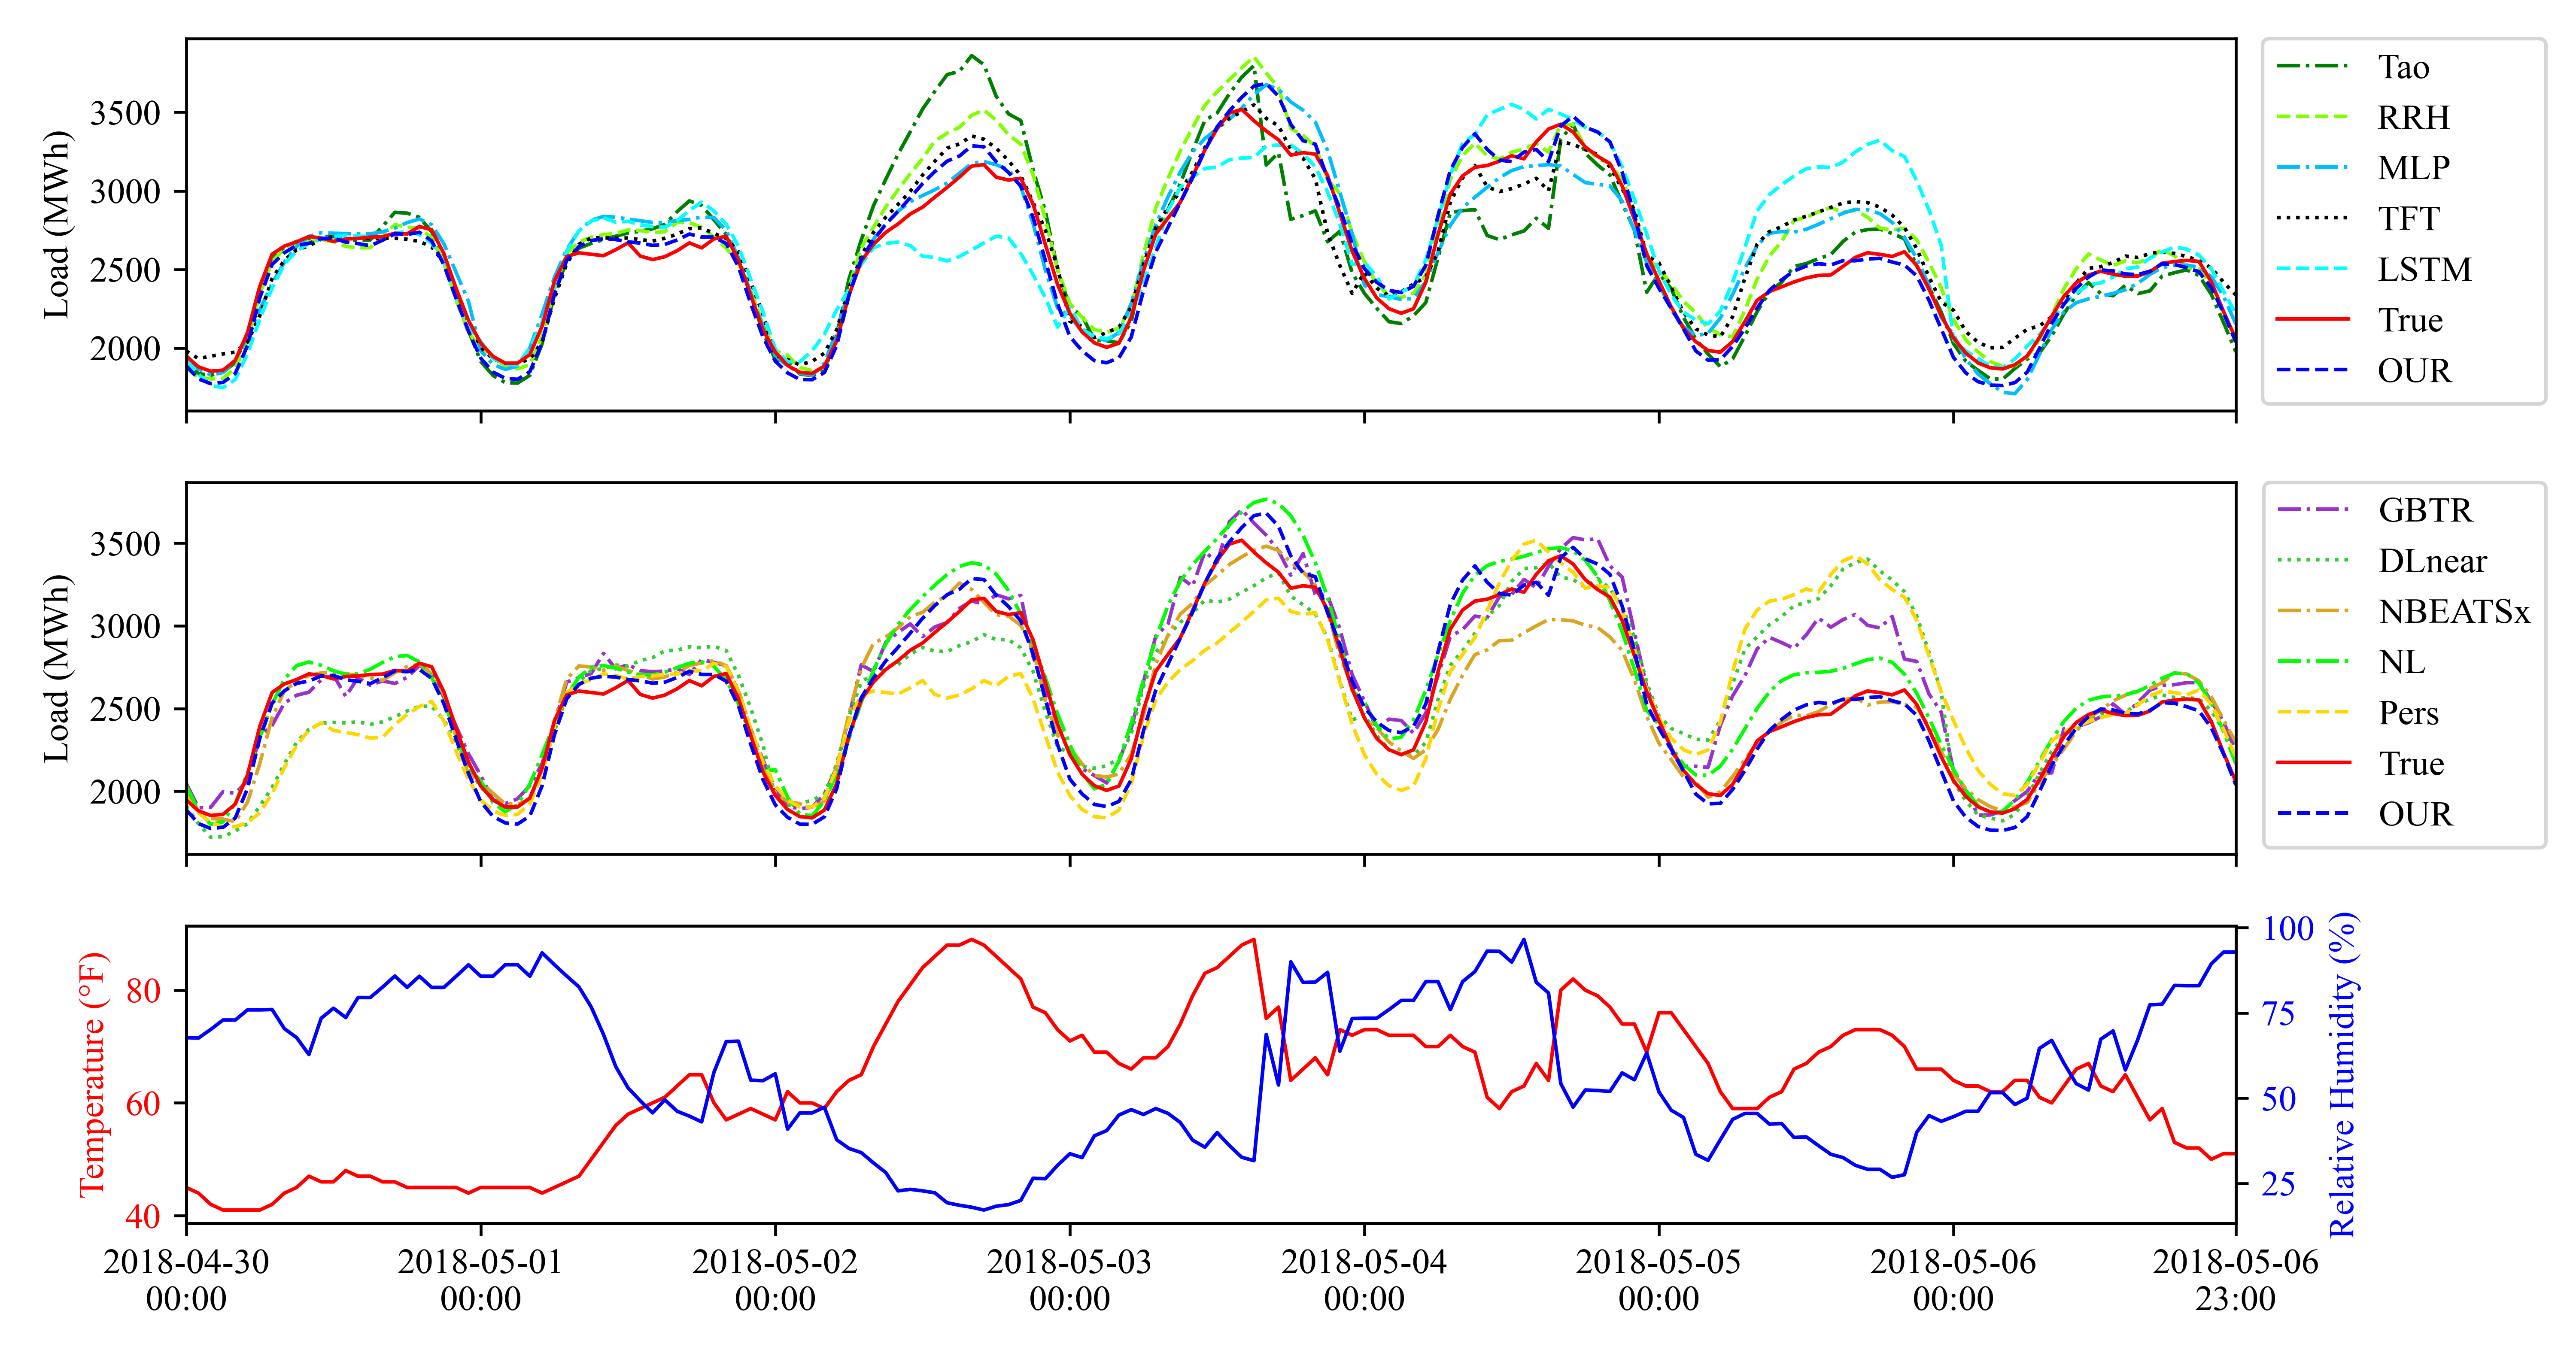 Load (MWh)
3500
3000
2500
2000
Tao
RRH
MLP
TFT
LSTM
True
OUR
Load (MWh)
3500
3000
2500
2000
GBTR
DLnear
NBEATSx
NL
Pers
True
OUR
Temperature (°F)
80
60
40
100
75
50
25
Relative Humidity (%)
2018-04-30 2018-05-01 2018-05-02 2018-05-03 2018-05-04 2018-05-05 2018-05-06 2018-05-06
00:00 00:00 00:00 00:00 00:00 00:00 00:00 23:00